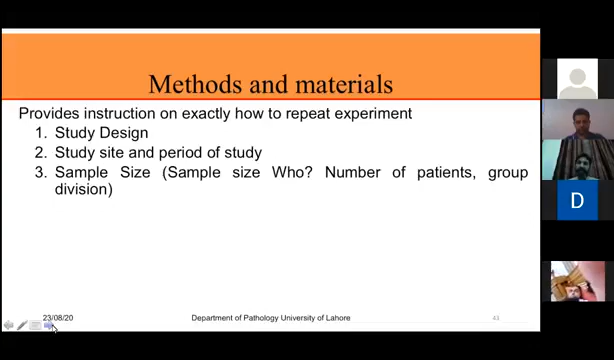 Methods and materials
Provides instruction on exactly how to repeat experiment
1. Study Design
2. Study site and period of study
3. Sample Size (Sample size Who? Number of patients, group
division)
23/08/20 Department of Pathology University of Lahore 43
D